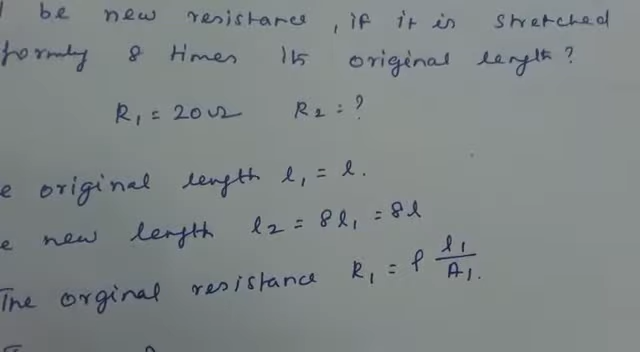 be new resistance, if it is stretched
formly 8 times its original length?
R₁ = 20Ω R₂ = ?
e original length l₁ = l.
e new length l₂ = 8l₁ = 8l
The orginal resistance R₁ = ρ l₁/A₁.